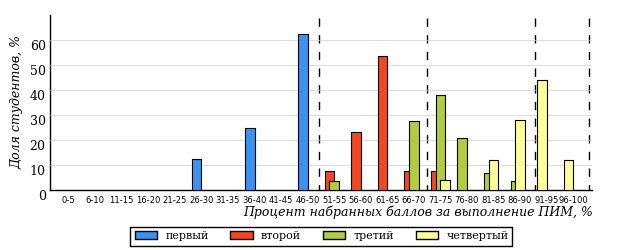 Доля студентов, %
60
50
40
30
20
10
0
0-5 6-10 11-15 16-20 21-25 26-30 31-35 36-40 41-45 46-50 51-55 56-60 61-65 66-70 71-75 76-80 81-85 86-90 91-95 96-100
Процент набранных баллов за выполнение ПИМ, %
первый второй третий четвертый